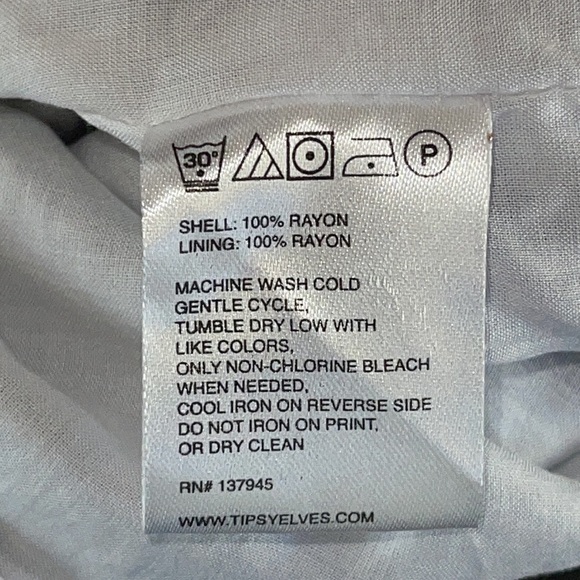 30° P
SHELL: 100% RAYON
LINING: 100% RAYON
MACHINE WASH COLD
GENTLE CYCLE,
TUMBLE DRY LOW WITH
LIKE COLORS,
ONLY NON-CHLORINE BLEACH
WHEN NEEDED,
COOL IRON ON REVERSE SIDE
DO NOT IRON ON PRINT,
OR DRY CLEAN
RN# 137945
WWW.TIPSYELVES.COM